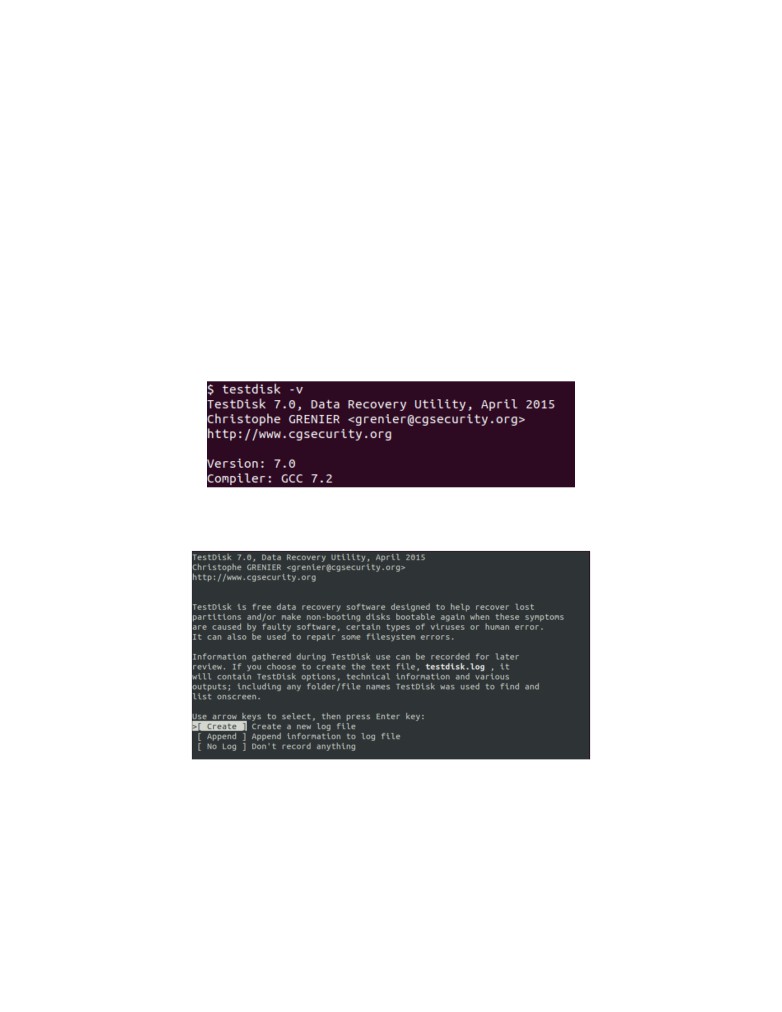 $ testdisk -v
TestDisk 7.0, Data Recovery Utility, April 2015
Christophe GRENIER <grenier@cgsecurity.org>
http://www.cgsecurity.org
Version: 7.0
Compiler: GCC 7.2
TestDisk 7.0, Data Recovery Utility, April 2015
Christophe GRENIER <grenier@cgsecurity.org>
http://www.cgsecurity.org
TestDisk is free data recovery software designed to help recover lost
partitions and/or make non-booting disks bootable again when these symptoms
are caused by faulty software, certain types of viruses or human error.
It can also be used to repair some filesystem errors.
Information gathered during TestDisk use can be recorded for later
review. If you choose to create the text file, testdisk.log , it
will contain TestDisk options, technical information and various
outputs; including any folder/file names TestDisk was used to find and
list onscreen.
Use arrow keys to select, then press Enter key:
>[ Create ] Create a new log file
[ Append ] Append information to log file
[ No Log ] Don't record anything